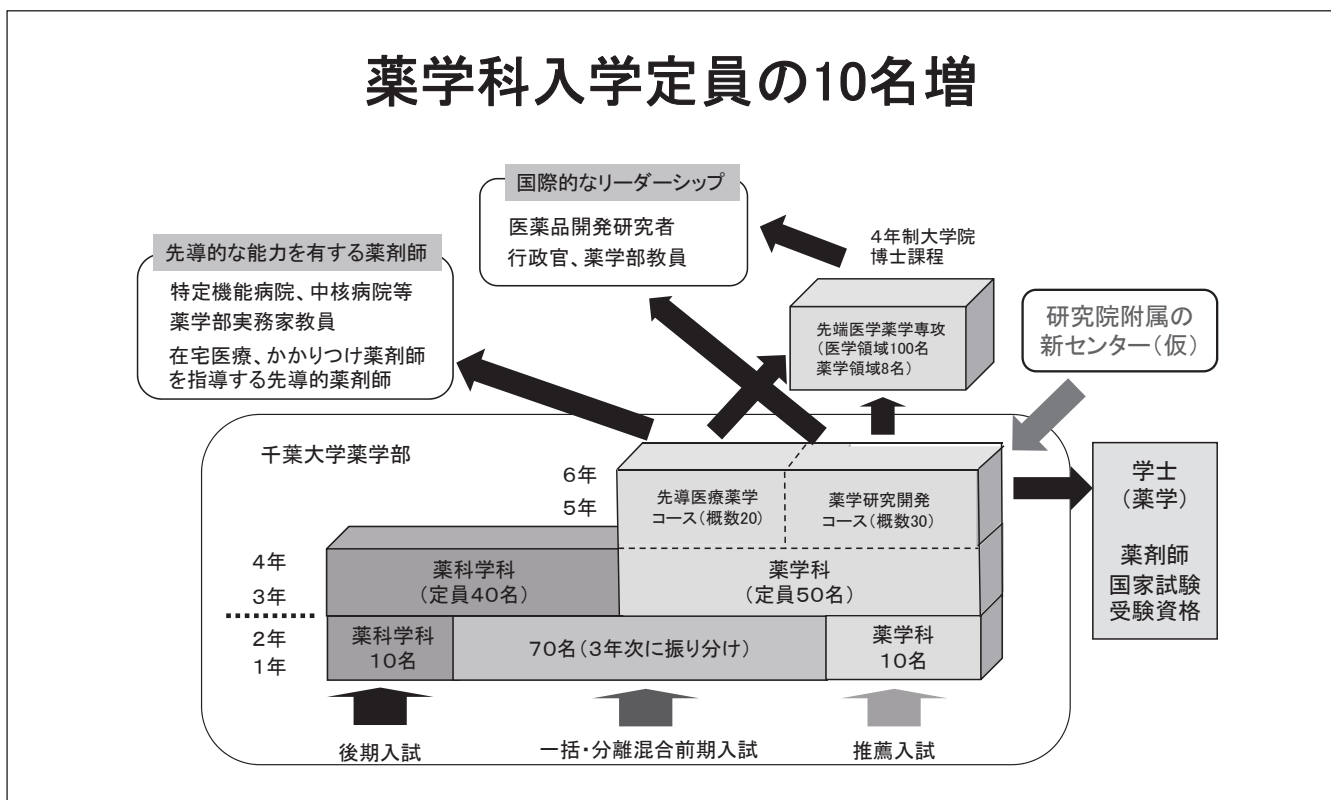 薬学科入学定員の10名増
国際的なリーダーシップ
医薬品開発研究者
行政官、薬学部教員
先導的な能力を有する薬剤師
特定機能病院、中核病院等
薬学部実務家教員
在宅医療、かかりつけ薬剤師
を指導する先導的薬剤師
4年制大学院
博士課程
先端医学薬学専攻
(医学領域100名
薬学領域8名)
研究院附属の
新センター(仮)
千葉大学薬学部
6年
5年
先導医療薬学
コース(概数20)
薬学研究開発
コース(概数30)
学士
(薬学)
薬剤師
国家試験
受験資格
4年
3年
薬科学科
(定員40名)
薬学科
(定員50名)
2年
1年
薬科学科
10名
70名(3年次に振り分け)
薬学科
10名
後期入試
一括・分離混合前期入試
推薦入試